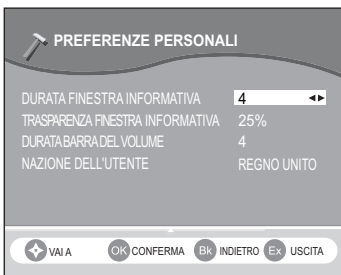 PREFERENZE PERSONALI
DURATA FINESTRA INFORMATIVA 4
TRASPARENZA FINESTRA INFORMATIVA 25%
DURATA BARRA DEL VOLUME 4
NAZIONE DELL'UTENTE REGNO UNITO
VAI A OK CONFERMA Bk INDIETRO Ex USCITA